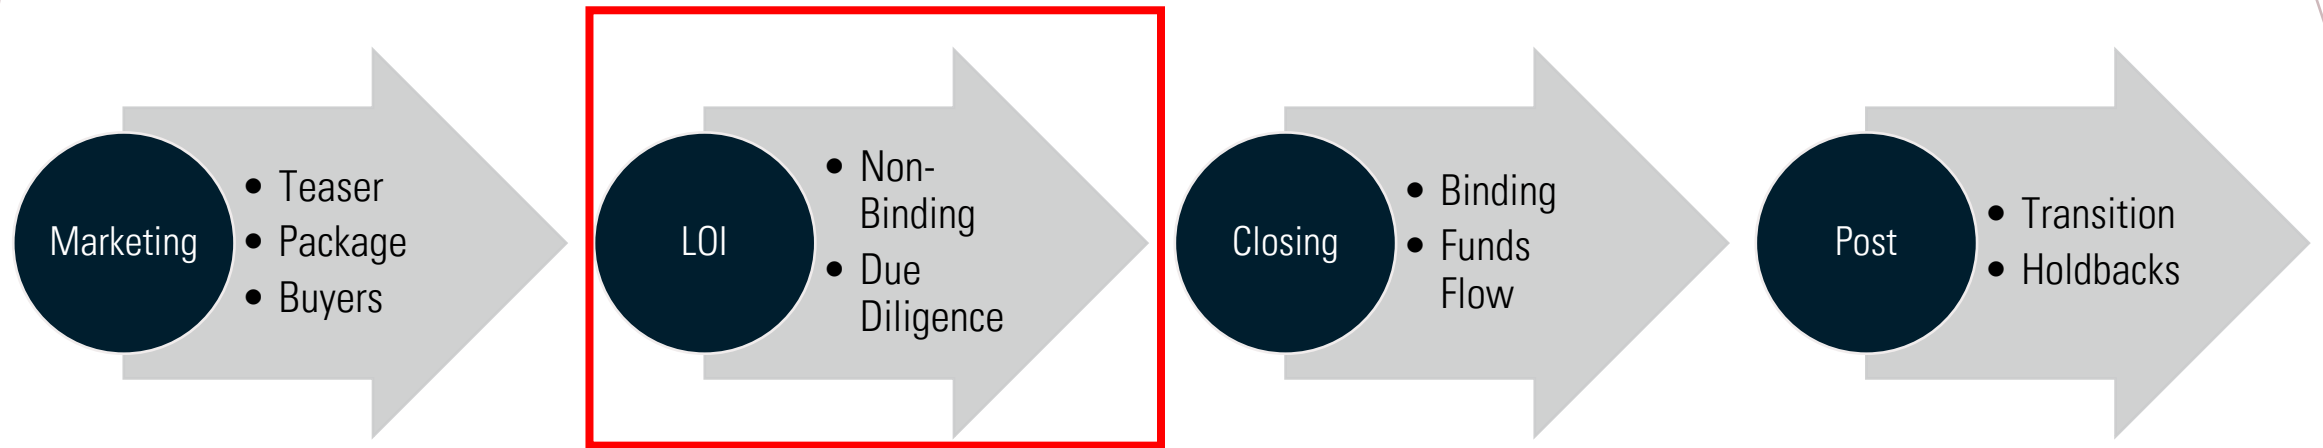 Marketing
• Teaser
• Package
• Buyers
LOI
• Non-
Binding
• Due
Diligence
Closing
• Binding
• Funds
Flow
Post
• Transition
• Holdbacks